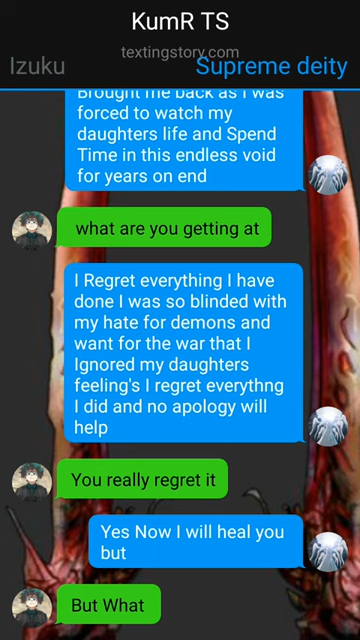 KumR TS
textingstory.com
Izuku
Supreme deity
Brought me back as I was
forced to watch my
daughters life and Spend
Time in this endless void
for years on end
what are you getting at
I Regret everything I have
done I was so blinded with
my hate for demons and
want for the war that I
Ignored my daughters
feeling's I regret everythng
I did and no apology will
help
You really regret it
Yes Now I will heal you
but
But What